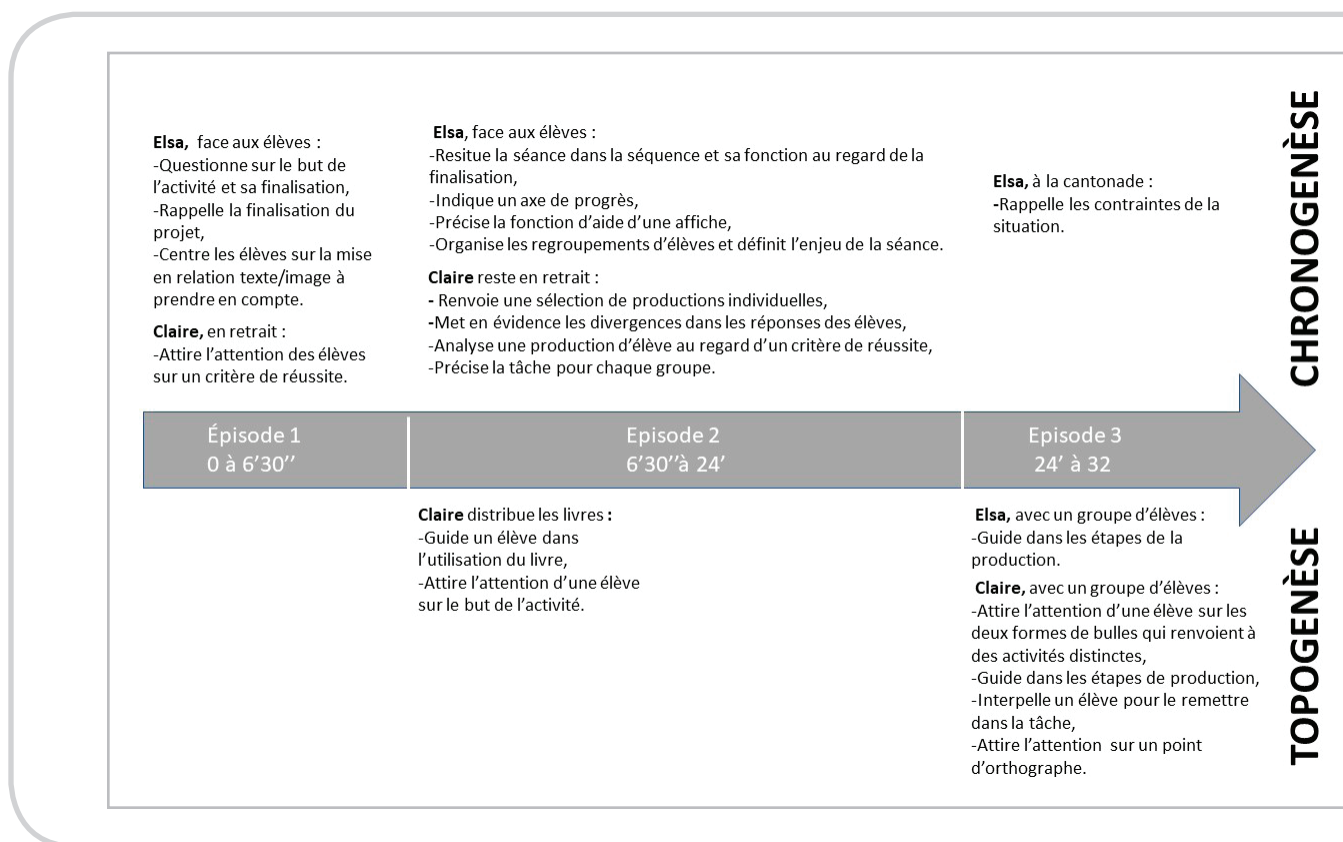 Elsa, face aux élèves :
-Questionne sur le but de
l’activité et sa finalisation,
-Rappelle la finalisation du
projet,
-Centre les élèves sur la mise
en relation texte/image à
prendre en compte.
Claire, en retrait :
-Attire l’attention des élèves
sur un critère de réussite.
Elsa, face aux élèves :
-Resitue la séance dans la séquence et sa fonction au regard de la
finalisation,
-Indique un axe de progrès,
-Précise la fonction d’aide d’une affiche,
-Organise les regroupements d’élèves et définit l’enjeu de la séance.
Claire reste en retrait :
- Renvoie une sélection de productions individuelles,
-Met en évidence les divergences dans les réponses des élèves,
-Analyse une production d’élève au regard d’un critère de réussite,
-Précise la tâche pour chaque groupe.
Elsa, à la cantonade :
-Rappelle les contraintes de la
situation.
CHRONOGENÈSE
Épisode 1
0 à 6’30’’
Episode 2
6’30’’à 24’
Episode 3
24’ à 32
Claire distribue les livres :
-Guide un élève dans
l’utilisation du livre,
-Attire l’attention d’une élève
sur le but de l’activité.
Elsa, avec un groupe d’élèves :
-Guide dans les étapes de la
production.
Claire, avec un groupe d’élèves :
-Attire l’attention d’une élève sur les
deux formes de bulles qui renvoient à
des activités distinctes,
-Guide dans les étapes de production,
-Interpelle un élève pour le remettre
dans la tâche,
-Attire l’attention sur un point
d’orthographe.
TOPOGENÈSE